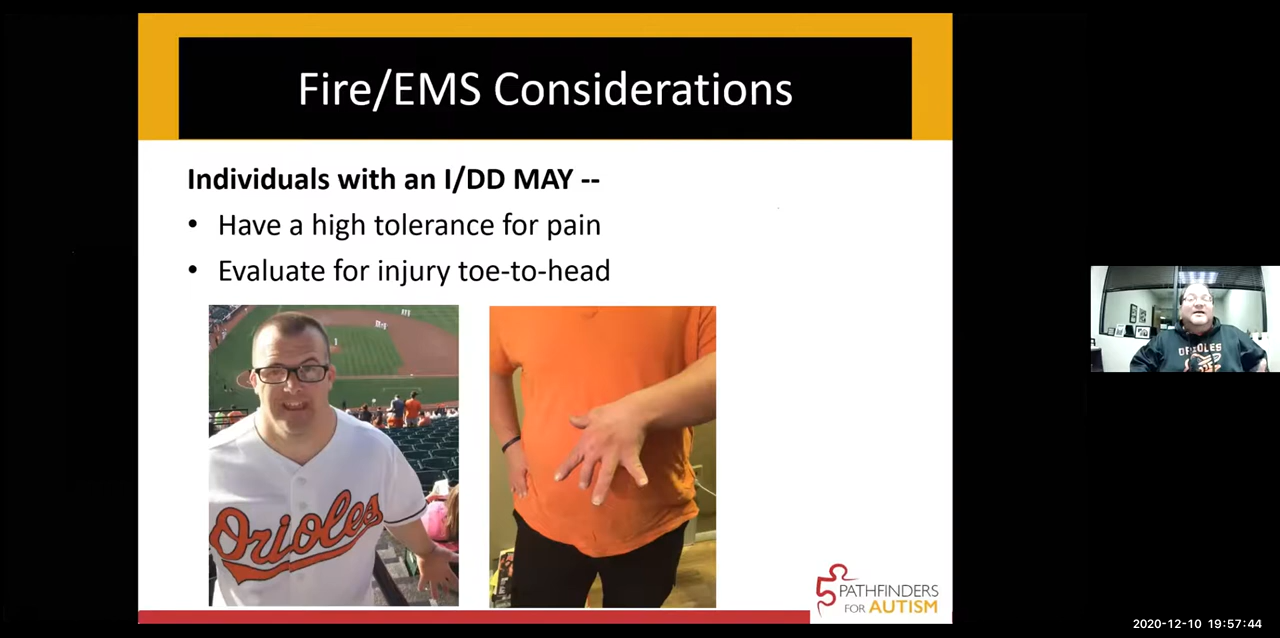 Fire/EMS Considerations
Individuals with an I/DD MAY --
• Have a high tolerance for pain
• Evaluate for injury toe-to-head
Orioles
ORIOLES
PATHFINDERS
FOR AUTISM
2020-12-10 19:57:44